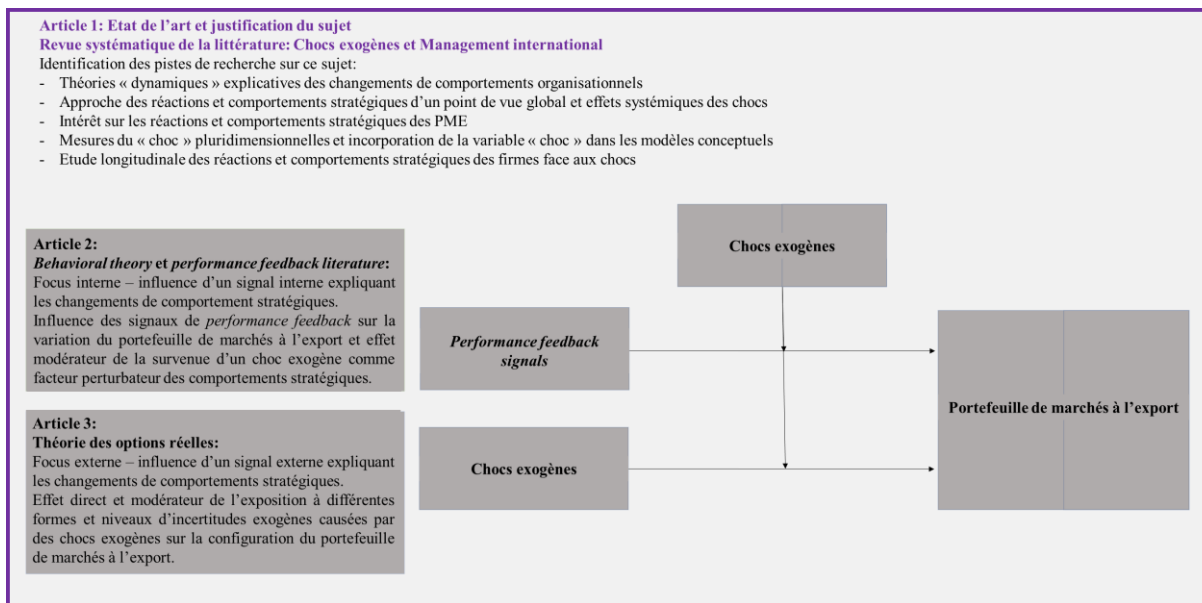 Article 1: Etat de l'art et justification du sujet
Revue systématique de la littérature: Chocs exogènes et Management international
Identification des pistes de recherche sur ce sujet:
- Théories « dynamiques » explicatives des changements de comportements organisationnels
- Approche des réactions et comportements stratégiques d'un point de vue global et effets systémiques des chocs
- Intérêt sur les réactions et comportements stratégiques des PME
- Mesures du « choc » pluridimensionnelles et incorporation de la variable « choc » dans les modèles conceptuels
- Etude longitudinale des réactions et comportements stratégiques des firmes face aux chocs
Article 2:
Behavioral theory et performance feedback literature:
Focus interne – influence d'un signal interne expliquant
les changements de comportement stratégiques.
Influence des signaux de performance feedback sur la
variation du portefeuille de marchés à l'export et effet
modérateur de la survenue d'un choc exogène comme
facteur perturbateur des comportements stratégiques.
Article 3:
Théorie des options réelles:
Focus externe – influence d'un signal externe expliquant
les changements de comportements stratégiques.
Effet direct et modérateur de l'exposition à différentes
formes et niveaux d'incertitudes exogènes causées par
des chocs exogènes sur la configuration du portefeuille
de marchés à l'export.
Chocs exogènes
Performance feedback
signals
Chocs exogènes
Portefeuille de marchés à l'export